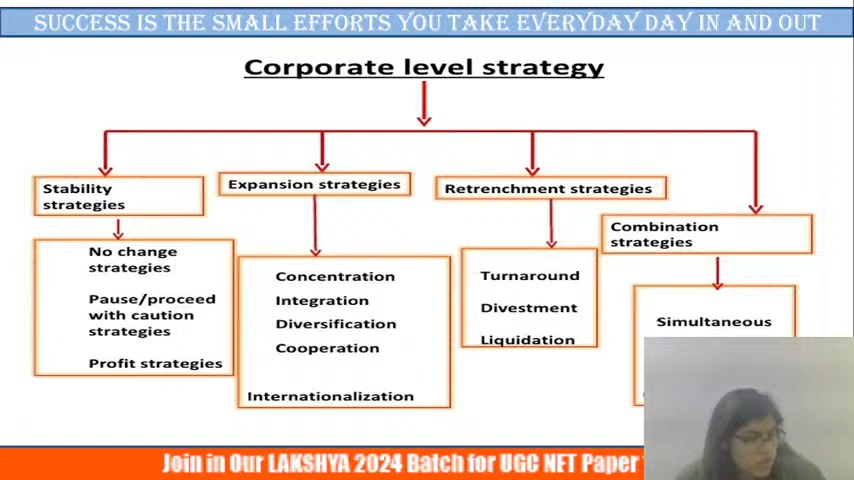 SUCCESS IS THE SMALL EFFORTS YOU TAKE EVERYDAY DAY IN AND OUT
Corporate level strategy
Stability
strategies
Expansion strategies
Retrenchment strategies
Combination
strategies
No change
strategies
Pause/proceed
with caution
strategies
Profit strategies
Concentration
Integration
Diversification
Cooperation
Internationalization
Turnaround
Divestment
Liquidation
Simultaneous
Join in Our LAKSHYA 2024 Batch for UGC NET Paper